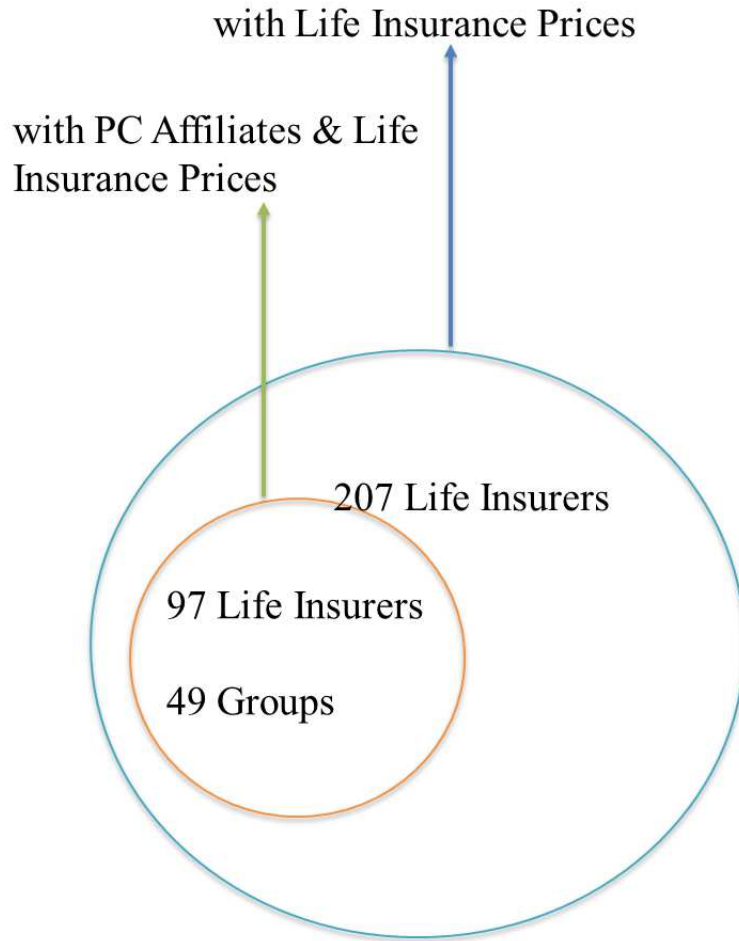 with Life Insurance Prices
with PC Affiliates & Life
Insurance Prices
207 Life Insurers
97 Life Insurers
49 Groups